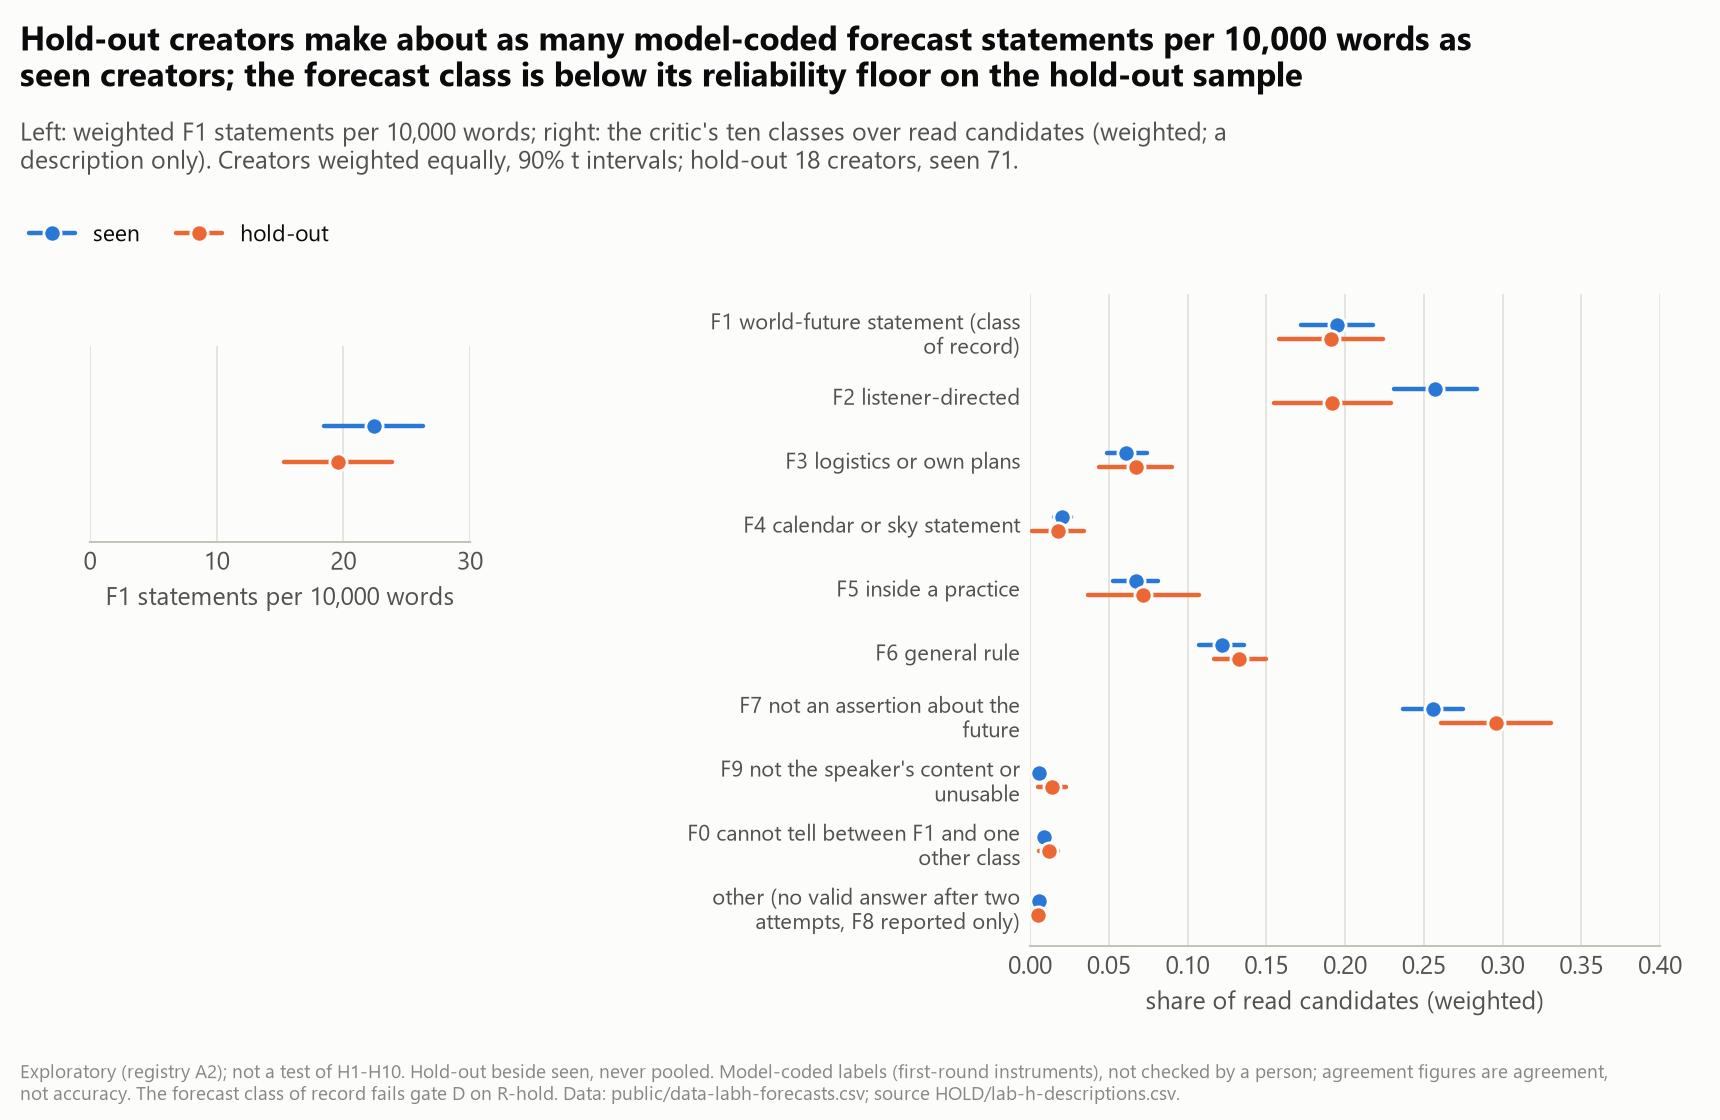 Hold-out creators make about as many model-coded forecast statements per 10,000 words as
seen creators; the forecast class is below its reliability floor on the hold-out sample
Left: weighted F1 statements per 10,000 words; right: the critic's ten classes over read candidates (weighted; a
description only). Creators weighted equally, 90% t intervals; hold-out 18 creators, seen 71.
seen
hold-out
0 10 20 30
F1 statements per 10,000 words
F1 world-future statement (class
of record)
F2 listener-directed
F3 logistics or own plans
F4 calendar or sky statement
F5 inside a practice
F6 general rule
F7 not an assertion about the
future
F9 not the speaker's content or
unusable
F0 cannot tell between F1 and one
other class
other (no valid answer after two
attempts, F8 reported only)
0.00 0.05 0.10 0.15 0.20 0.25 0.30 0.35 0.40
share of read candidates (weighted)
Exploratory (registry A2); not a test of H1-H10. Hold-out beside seen, never pooled. Model-coded labels (first-round instruments), not checked by a person; agreement figures are agreement,
not accuracy. The forecast class of record fails gate D on R-hold. Data: public/data-labh-forecasts.csv; source HOLD/lab-h-descriptions.csv.